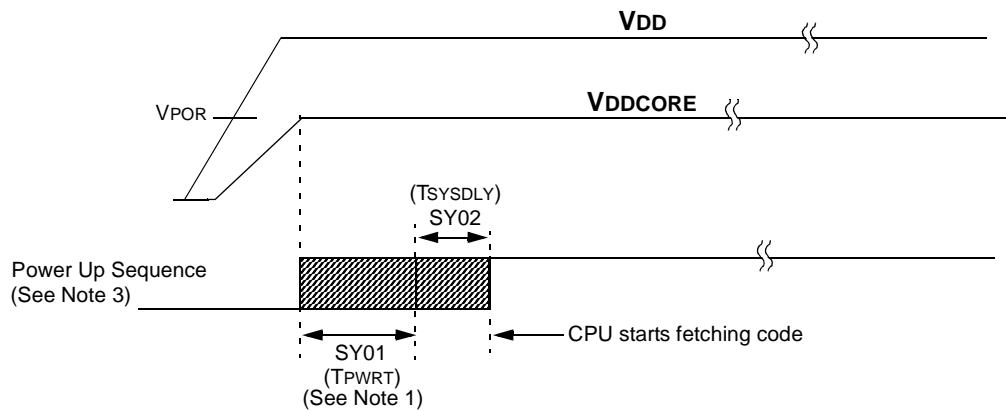 VDD
VPOR
VDDCORE
(TSYSDLY)
SY02
Power Up Sequence
(See Note 3)
CPU starts fetching code
SY01
(TPWRT)
(See Note 1)